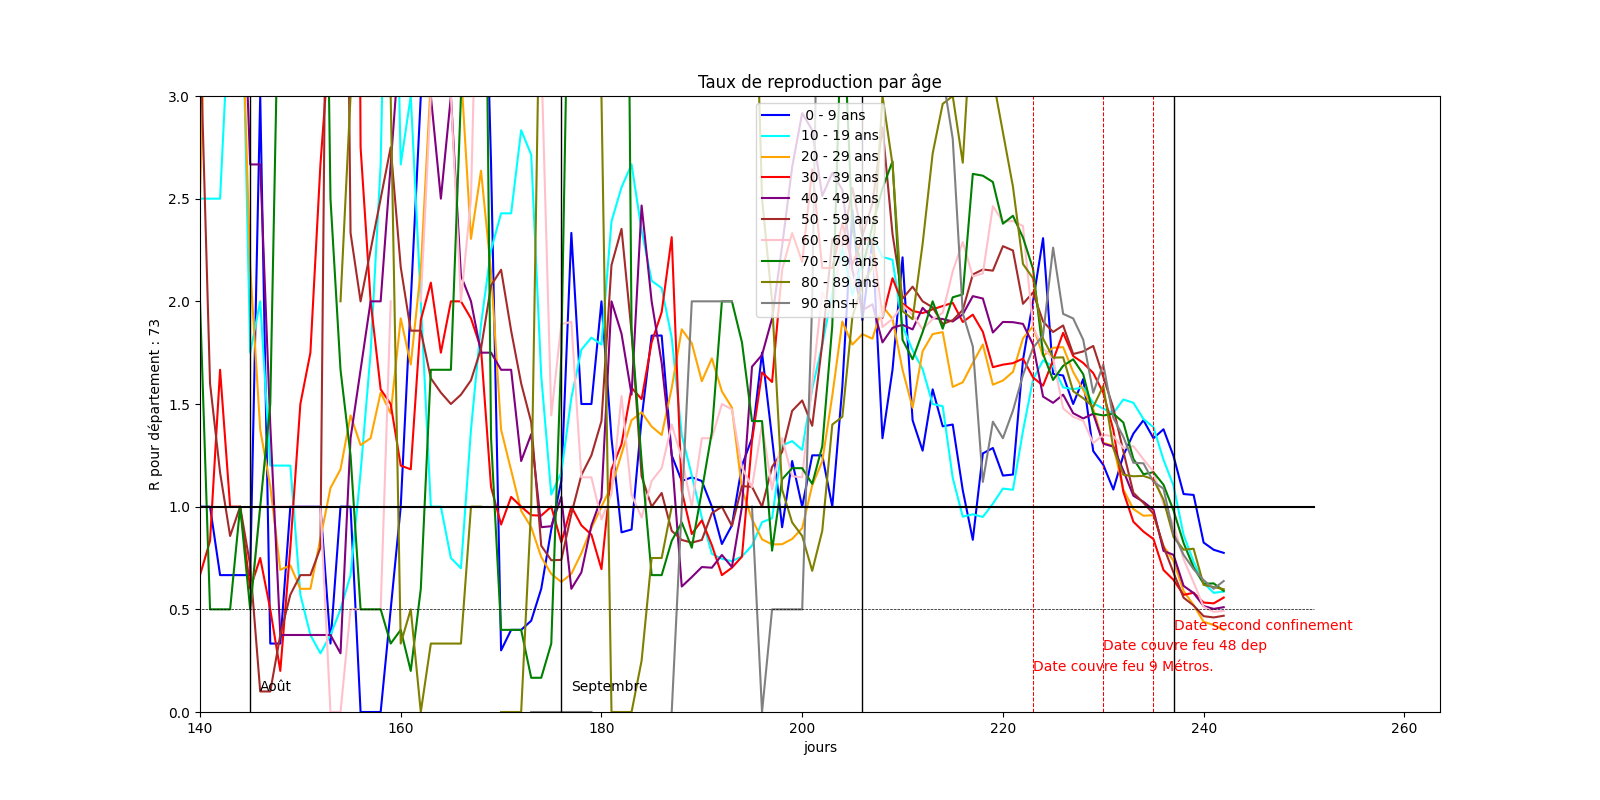 Taux de reproduction par âge
R pour département : 73
3.0
2.5
2.0
1.5
1.0
0.5
0.0
0 - 9 ans
10 - 19 ans
20 - 29 ans
30 - 39 ans
40 - 49 ans
50 - 59 ans
60 - 69 ans
70 - 79 ans
80 - 89 ans
90 ans+
Date second confinement
Date couvre feu 48 dep
Date couvre feu 9 Métros.
Août
Septembre
140
160
180
200
220
240
260
jours